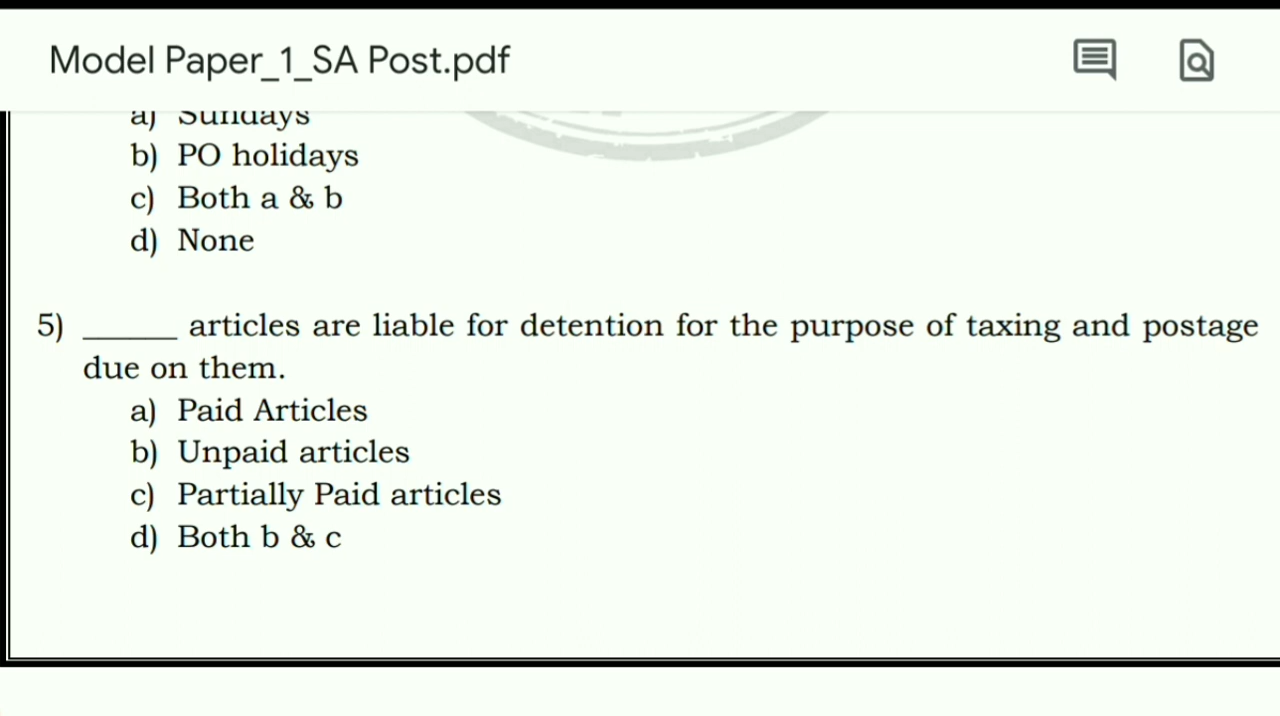 Model Paper_1_SA Post.pdf
a) Sundays
b) PO holidays
c) Both a & b
d) None
5) ______ articles are liable for detention for the purpose of taxing and postage
due on them.
a) Paid Articles
b) Unpaid articles
c) Partially Paid articles
d) Both b & c